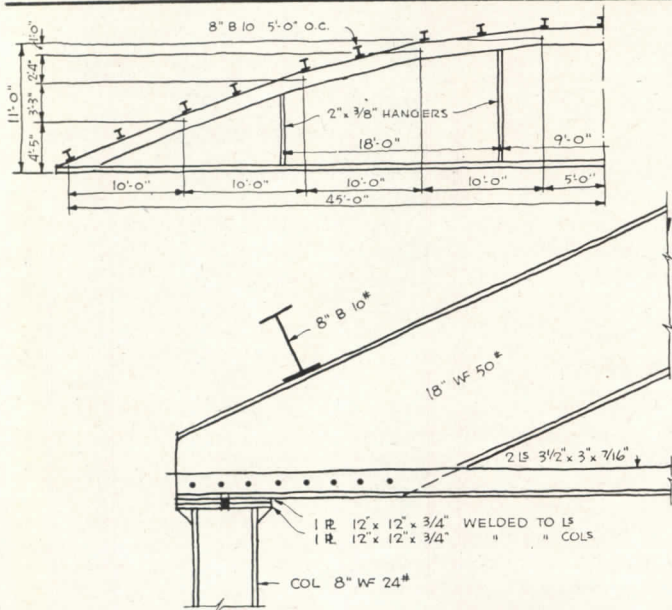 8" B 10 5'-0" O.C.
1'-0"
2'-4"
3'-3"
4'-5"
11'-0"
2" x 3/8" HANGERS
18'-0"
9'-0"
10'-0"
10'-0"
10'-0"
10'-0"
5'-0"
45'-0"
8" B 10#
18" WF 50#
2 LS 3 1/2" x 3" x 7/16"
1 PL 12" x 12" x 3/4" WELDED TO LS
1 PL 12" x 12" x 3/4" " " COLS
COL 8" WF 24#